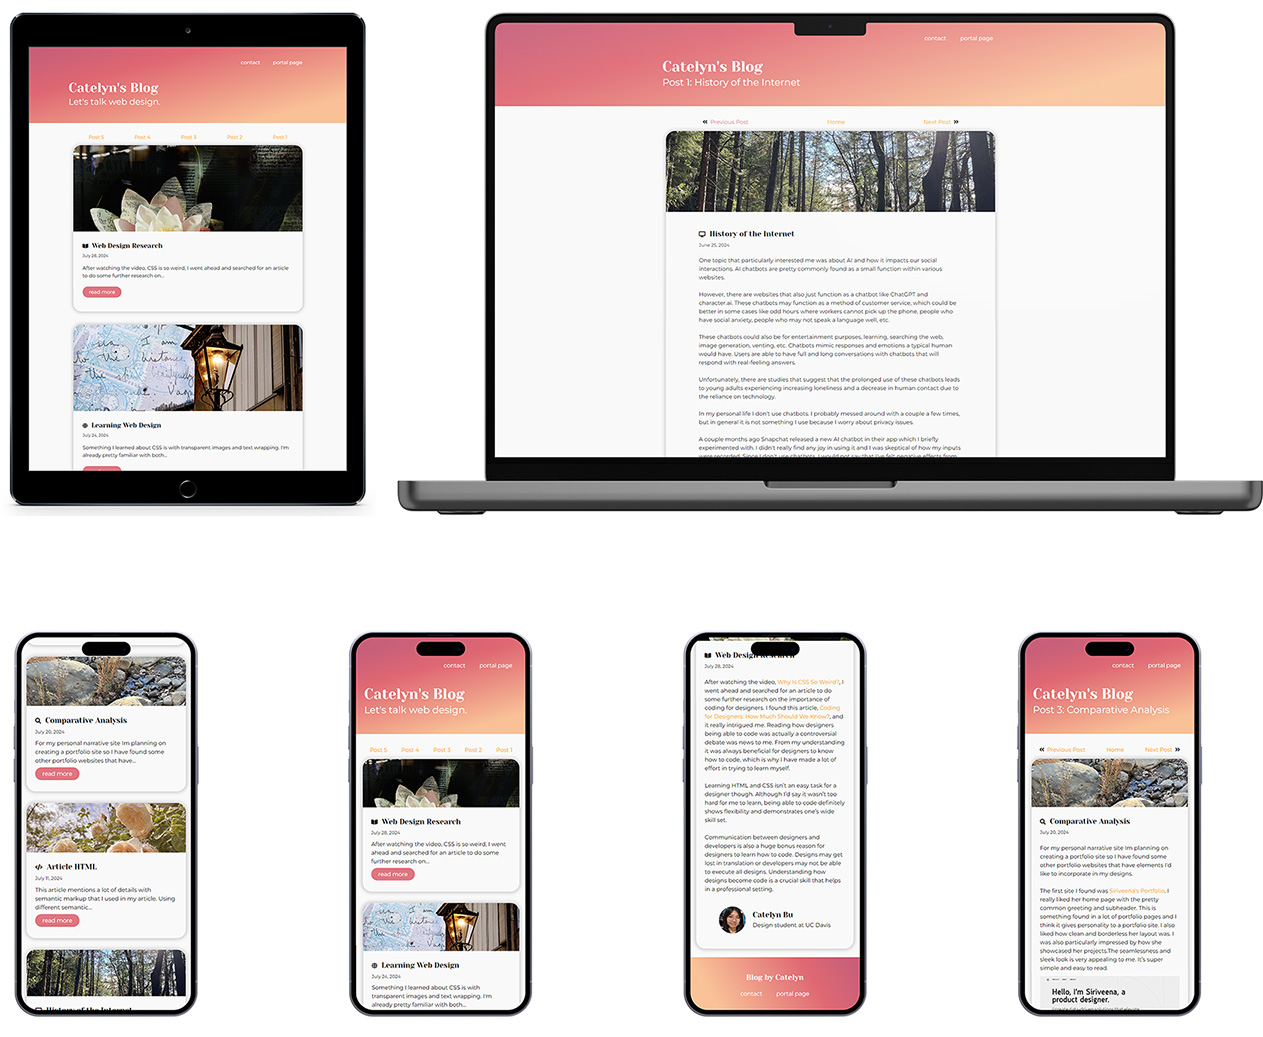 contact portal page
Catelyn's Blog
Let's talk web design.
Post 5 Post 4 Post 3 Post 2 Post 1
Web Design Research
July 28, 2024
After watching the video, CSS is so weird, I went ahead and searched for an article
to do some further research on...
read more
Learning Web Design
July 24, 2024
Something I learned about CSS is with transparent images and text wrapping. I'm
already pretty familiar with both...
contact portal page
Catelyn's Blog
Post 1: History of the Internet
Previous Post Home Next Post
History of the Internet
June 25, 2024
One topic that particularly interested me was about AI and how it impacts our social
interactions. AI chatbots are pretty commonly found as a small function within various
websites.
However, there are websites that also just function as a chatbot like ChatGPT and
character.ai. These chatbots may function as a method of customer service, which could be
better in some cases like odd hours where workers cannot pick up the phone, people who
have social anxiety, people who may not speak a language well, etc.
These chatbots could also be for entertainment purposes, learning, searching the web,
image generation, venting, etc. Chatbots mimic responses and emotions a typical human
would have. Users are able to have full and long conversations with chatbots that will
respond with real-feeling answers.
Unfortunately, there are studies that suggest that the prolonged use of these chatbots leads
to young adults experiencing increasing loneliness and a decrease in human contact due to
the reliance on technology.
In my personal life I don't use chatbots. I probably messed around with a couple a few times,
but in general it is not something I use because I worry about privacy issues.
A couple months ago Snapchat released a new AI chatbot in their app which I briefly
experimented with. I didn't really find any joy in using it and I was skeptical of how my inputs
were recorded. Since I don't use chatbots, I would not say that I've felt negative effects from
Comparative Analysis
July 20, 2024
For my personal narrative site Im planning on
creating a portfolio site so I have found some
other portfolio websites that have...
read more
Article HTML
July 11, 2024
This article mentions a lot of details with
semantic markup that I used in my article. Using
different semantic...
read more
History of the Internet
contact portal page
Catelyn's Blog
Let's talk web design.
Post 5 Post 4 Post 3 Post 2 Post 1
Web Design Research
July 28, 2024
After watching the video, CSS is so weird, I went
ahead and searched for an article to do some
further research on...
read more
Learning Web Design
July 24, 2024
Something I learned about CSS is with
transparent images and text wrapping. I'm
already pretty familiar with both...
Web Design Research
July 28, 2024
After watching the video, Why Is CSS So Weird?, I
went ahead and searched for an article to do
some further research on the importance of
coding for designers. I found this article, Coding
for Designers: How Much Should We Know?, and
it really intrigued me. Reading how designers
being able to code was actually a controversial
debate was news to me. From my understanding
it was always beneficial for designers to know
how to code, which is why I have made a lot of
effort in trying to learn myself.
Learning HTML and CSS isn't an easy task for a
designer though. Although I'd say it wasn't too
hard for me to learn, being able to code definitely
shows flexibility and demonstrates one's wide
skill set.
Communication between designers and
developers is also a huge bonus reason for
designers to learn how to code. Designs may get
lost in translation or developers may not be able
to execute all designs. Understanding how
designs become code is a crucial skill that helps
in a professional setting.
Catelyn Bu
Design student at UC Davis
Blog by Catelyn
contact portal page
contact portal page
Catelyn's Blog
Post 3: Comparative Analysis
Previous Post Home Next Post
Comparative Analysis
July 20, 2024
For my personal narrative site Im planning on
creating a portfolio site so I have found some
other portfolio websites that have elements I'd
like to incorporate in my designs.
The first site I found was Siriveena's Portfolio. I
really liked her home page with the pretty
common greeting and subheader. This is
something found in a lot of portfolio pages and I
think it gives personality to a portfolio site. I also
liked how clean and borderless her layout was. I
was also particularly impressed by how she
showcased her projects.The seamlessness and
sleek look is very appealing to me. It's super
simple and easy to read.
Hello, I'm Siriveena, a
product designer.